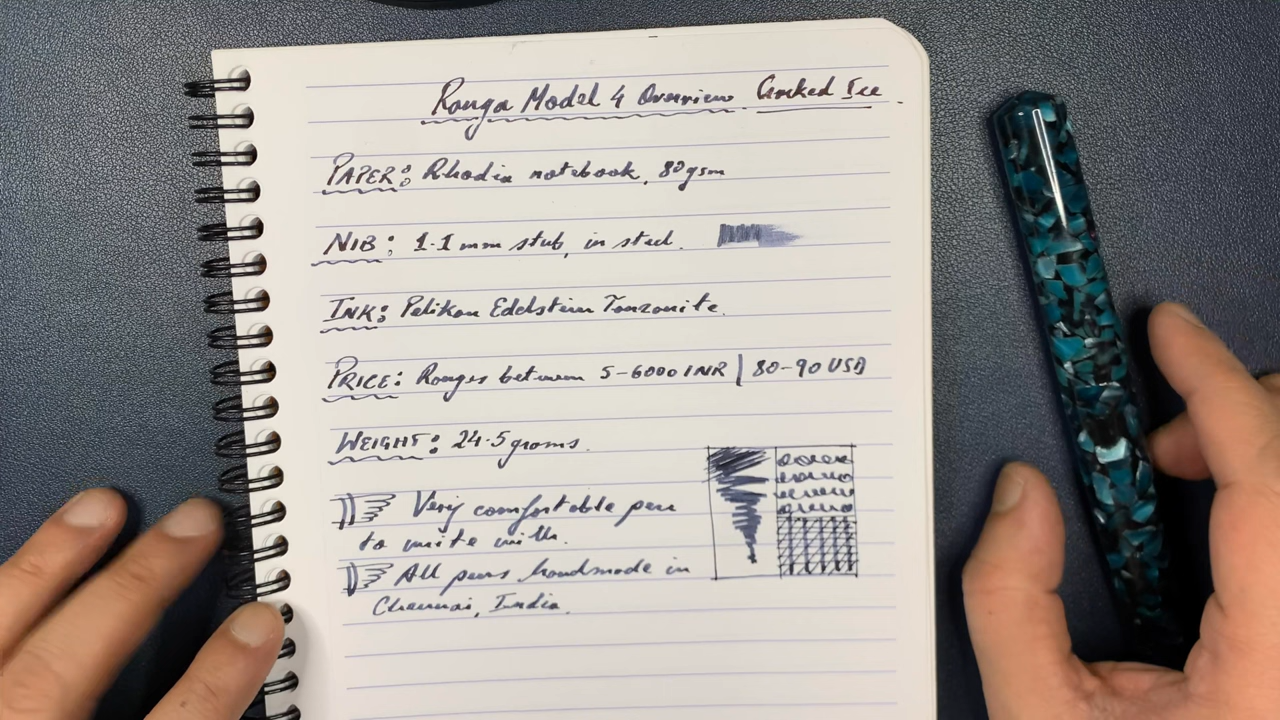 Ranga Model 4 Overview. Cracked Ice.
PAPER: Rhodia notebook, 80gsm
NIB: 1.1mm stub, in steel.
INK: Pelikan Edelstein Tanzanite.
PRICE: Ranges between 5-6000 INR | 80-90 USD
WEIGHT: 24.5 grams.
Very comfortable pen
to write with.
All pens handmade in
Chennai, India.